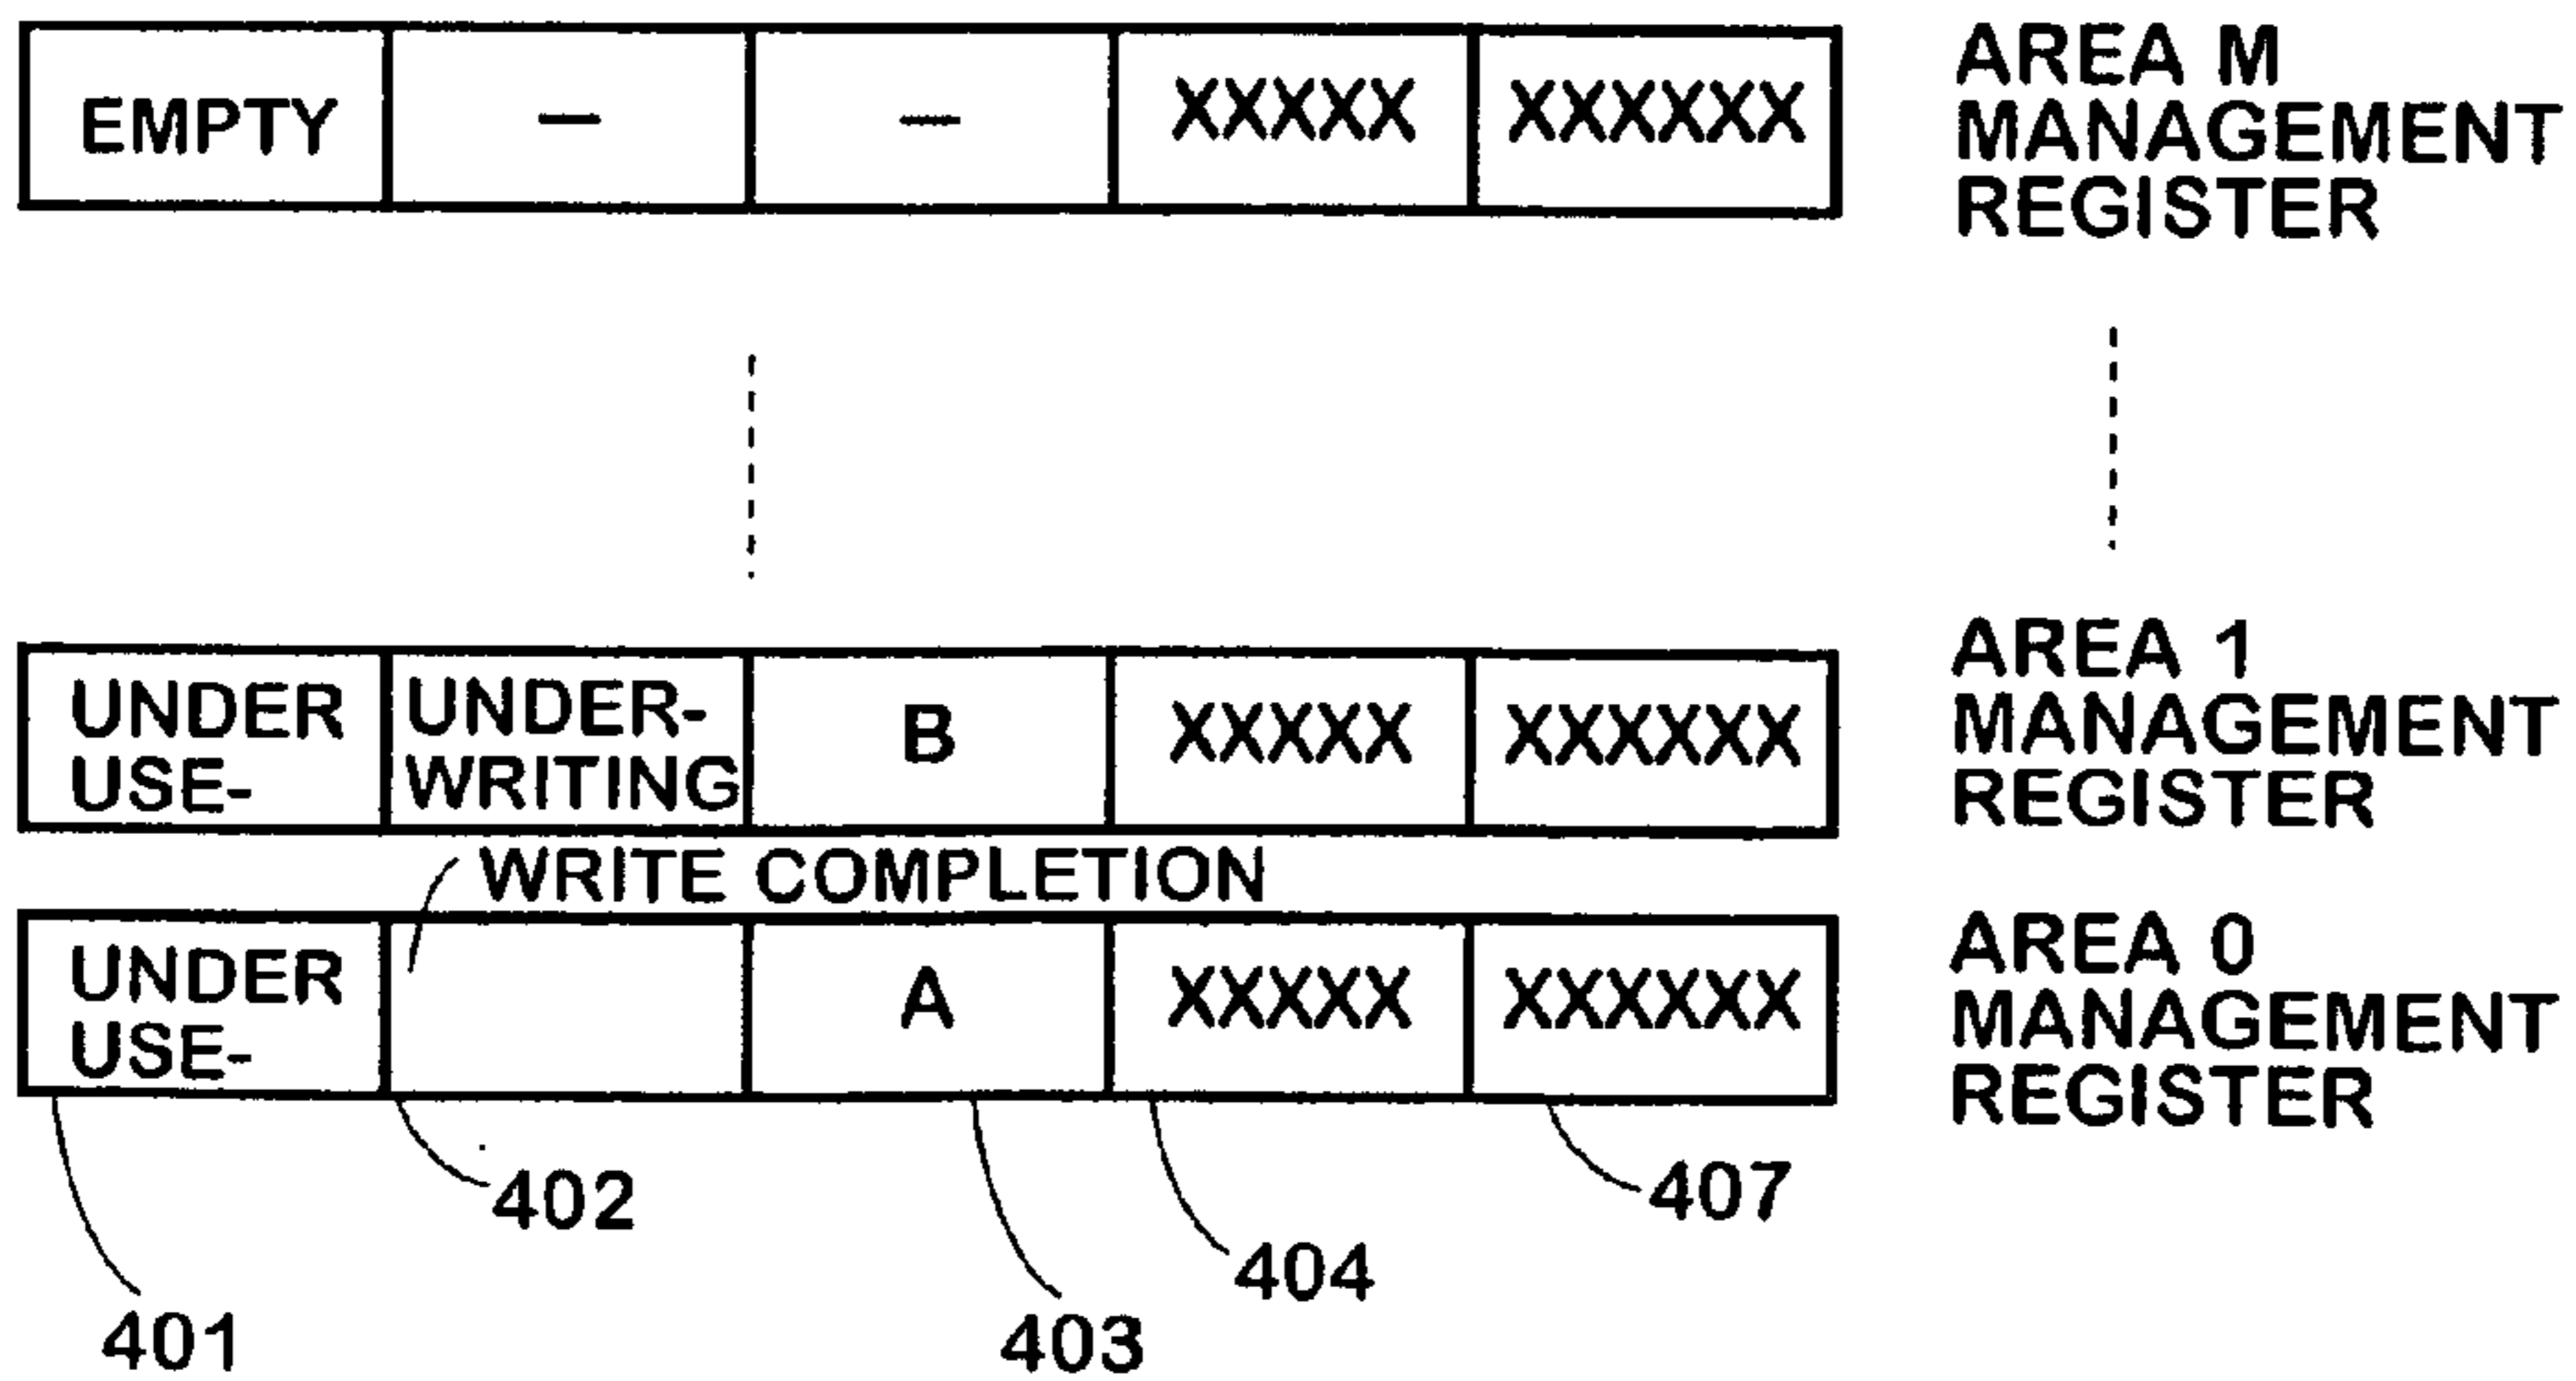 EMPTY
—
—
XXXXX
XXXXXX
AREA M
MANAGEMENT
REGISTER
UNDER
USE-
UNDER-
WRITING
B
XXXXX
XXXXXX
AREA 1
MANAGEMENT
REGISTER
WRITE COMPLETION
UNDER
USE-
A
XXXXX
XXXXXX
AREA 0
MANAGEMENT
REGISTER
401
402
403
404
407